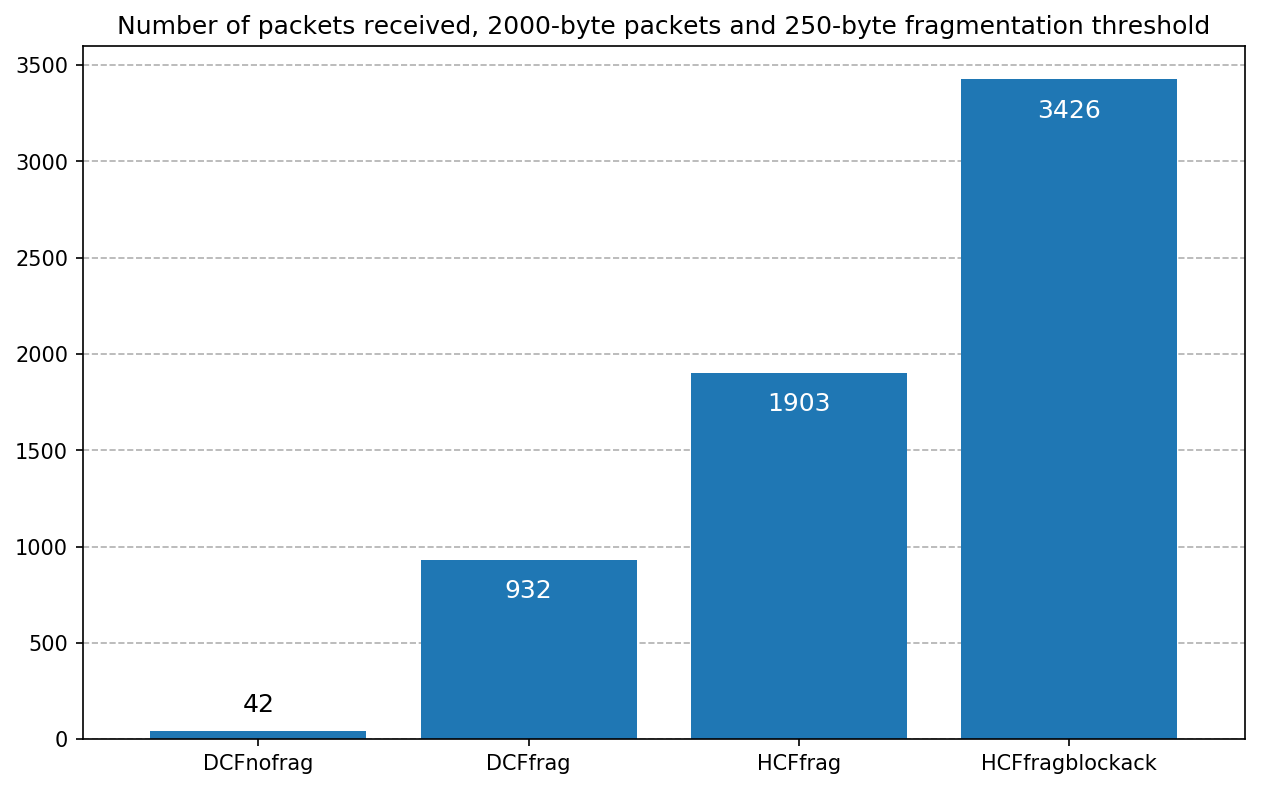 Number of packets received, 2000-byte packets and 250-byte fragmentation threshold
3500
3000
2500
2000
1500
1000
500
0
42
932
1903
3426
DCFnofrag
DCFfrag
HCFfrag
HCFfragblockack